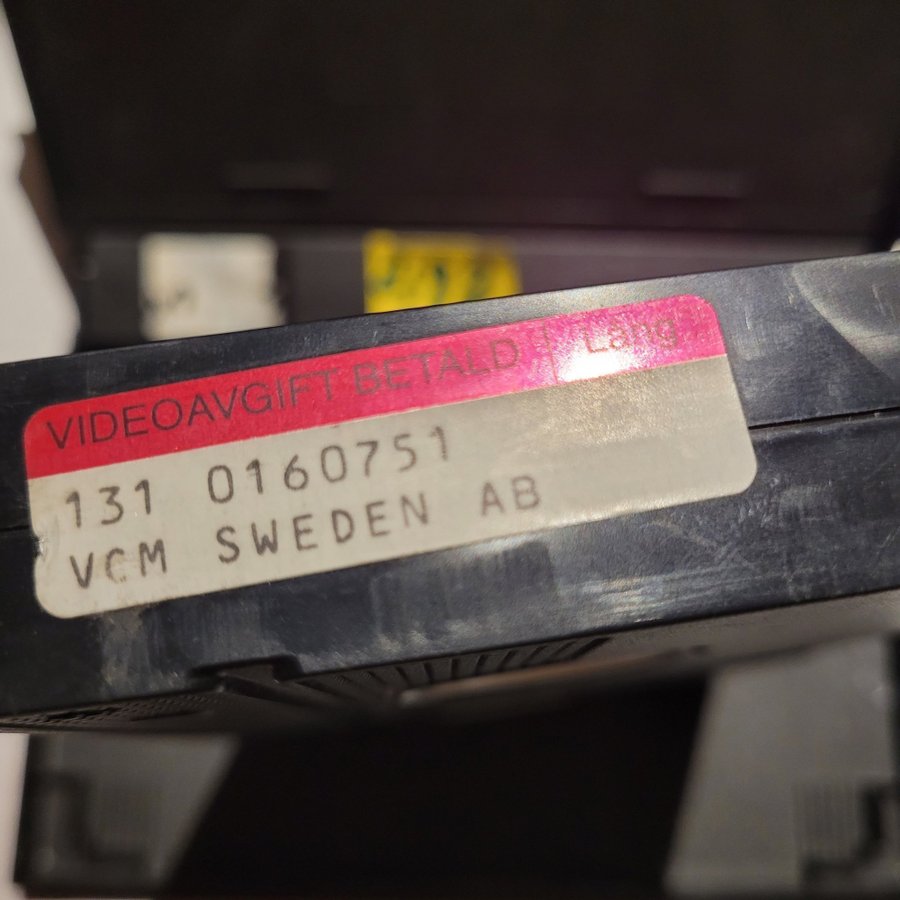 VIDEOAVGIFT BETALD | Lång
131 0160751
VCM SWEDEN AB